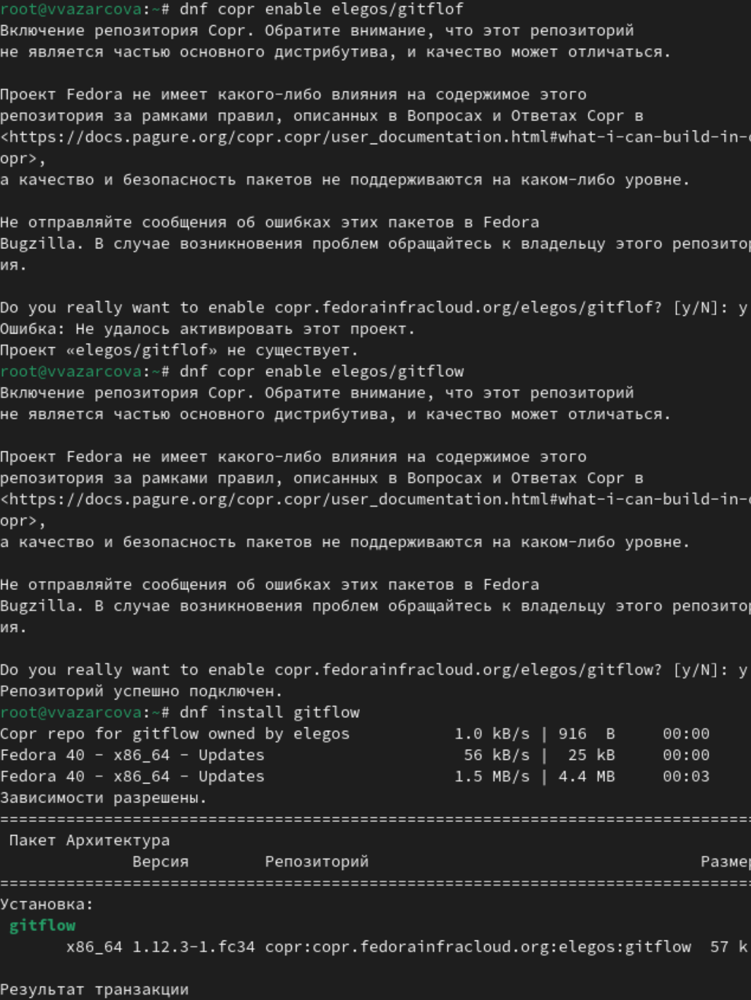 root@vvazarcova:~# dnf copr enable elegos/gitflof
Включение репозитория Copr. Обратите внимание, что этот репозиторий
не является частью основного дистрибутива, и качество может отличаться.
Проект Fedora не имеет какого-либо влияния на содержимое этого
репозитория за рамками правил, описанных в Вопросах и Ответах Copr в
<https://docs.pagure.org/copr.copr/user_documentation.html#what-i-can-build-in-c
opr>,
а качество и безопасность пакетов не поддерживаются на каком-либо уровне.
Не отправляйте сообщения об ошибках этих пакетов в Fedora
Bugzilla. В случае возникновения проблем обращайтесь к владельцу этого репозитор
ия.
Do you really want to enable copr.fedorainfracloud.org/elegos/gitflof? [y/N]: y
Ошибка: Не удалось активировать этот проект.
Проект «elegos/gitflof» не существует.
root@vvazarcova:~# dnf copr enable elegos/gitflow
Включение репозитория Copr. Обратите внимание, что этот репозиторий
не является частью основного дистрибутива, и качество может отличаться.
Проект Fedora не имеет какого-либо влияния на содержимое этого
репозитория за рамками правил, описанных в Вопросах и Ответах Copr в
<https://docs.pagure.org/copr.copr/user_documentation.html#what-i-can-build-in-c
opr>,
а качество и безопасность пакетов не поддерживаются на каком-либо уровне.
Не отправляйте сообщения об ошибках этих пакетов в Fedora
Bugzilla. В случае возникновения проблем обращайтесь к владельцу этого репозитор
ия.
Do you really want to enable copr.fedorainfracloud.org/elegos/gitflow? [y/N]: y
Репозиторий успешно подключен.
root@vvazarcova:~# dnf install gitflow
Copr repo for gitflow owned by elegos 1.0 kB/s | 916 B 00:00
Fedora 40 - x86_64 - Updates 56 kB/s | 25 kB 00:00
Fedora 40 - x86_64 - Updates 1.5 MB/s | 4.4 MB 00:03
Зависимости разрешены.
================================================================================
Пакет Архитектура
Версия Репозиторий Размер
================================================================================
Установка:
gitflow
x86_64 1.12.3-1.fc34 copr:copr.fedorainfracloud.org:elegos:gitflow 57 k
Результат транзакции